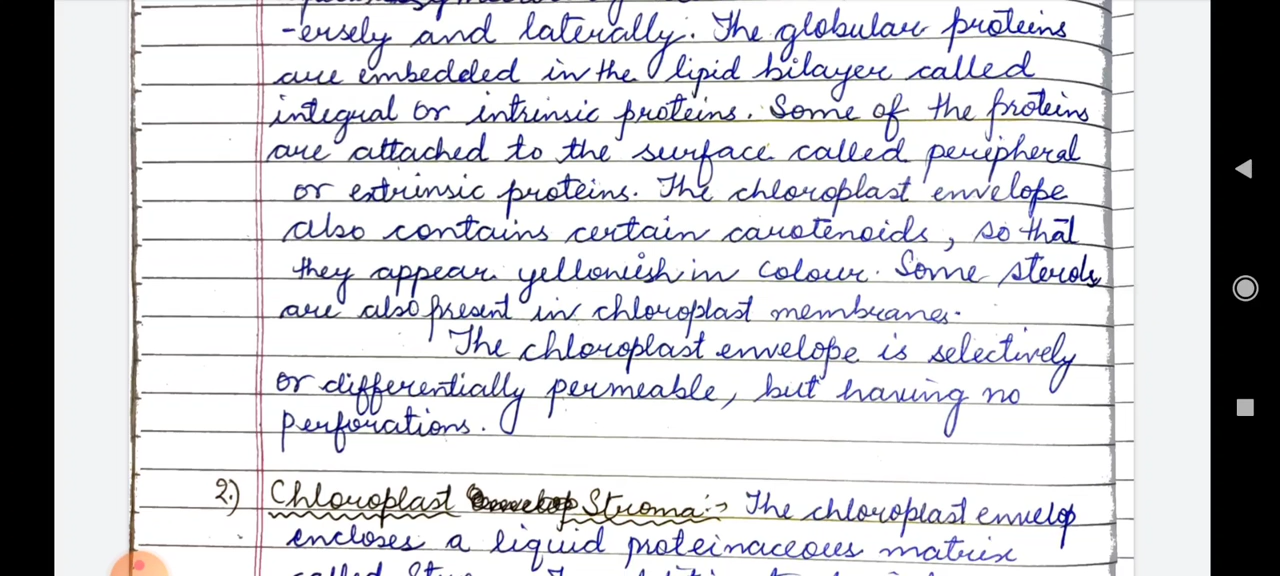 -ersely and laterally. The globular proteins
are embedded in the lipid bilayer called
integral or intrinsic proteins. Some of the proteins
are attached to the surface called peripheral
or extrinsic proteins. The chloroplast envelope
also contains certain carotenoids, so that
they appear yellowish in colour. Some sterols
are also present in chloroplast membranes.
The chloroplast envelope is selectively
or differentially permeable, but having no
perforations.
2.) Chloroplast Stroma:→ The chloroplast envelop
encloses a liquid proteinaceous matrix
called